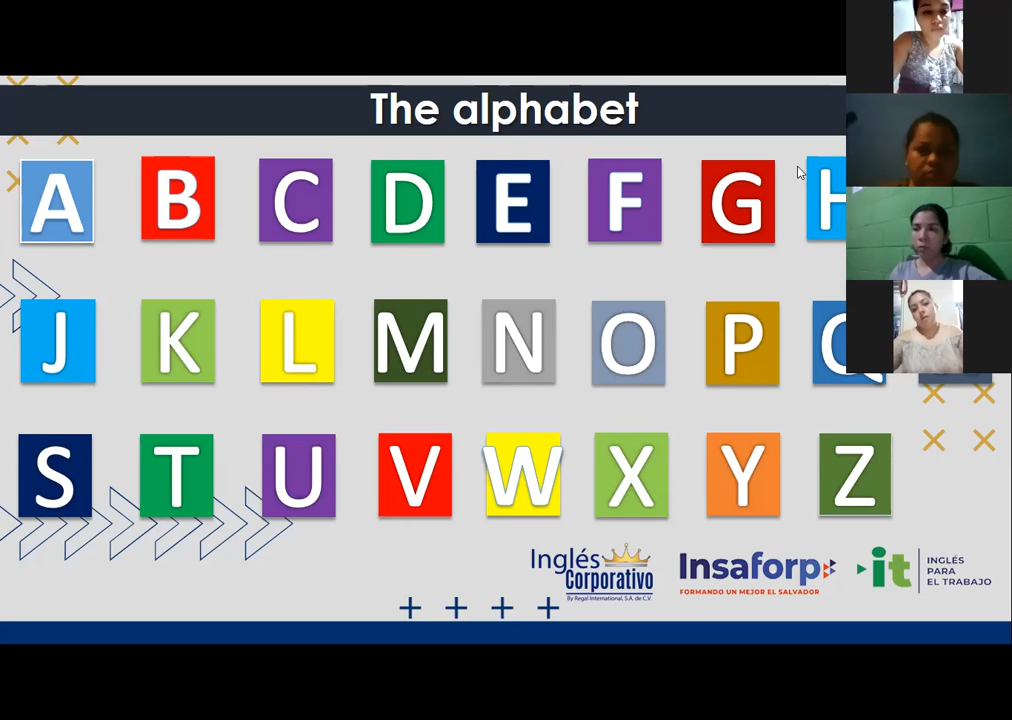 The alphabet
A B C D E F G H
J K L M N O P Q
S T U V W X Y Z
Inglés
Corporativo
By Regal International, S.A. de C.V.
Insaforp
FORMANDO UN MEJOR EL SALVADOR
it
INGLÉS
PARA
EL TRABAJO